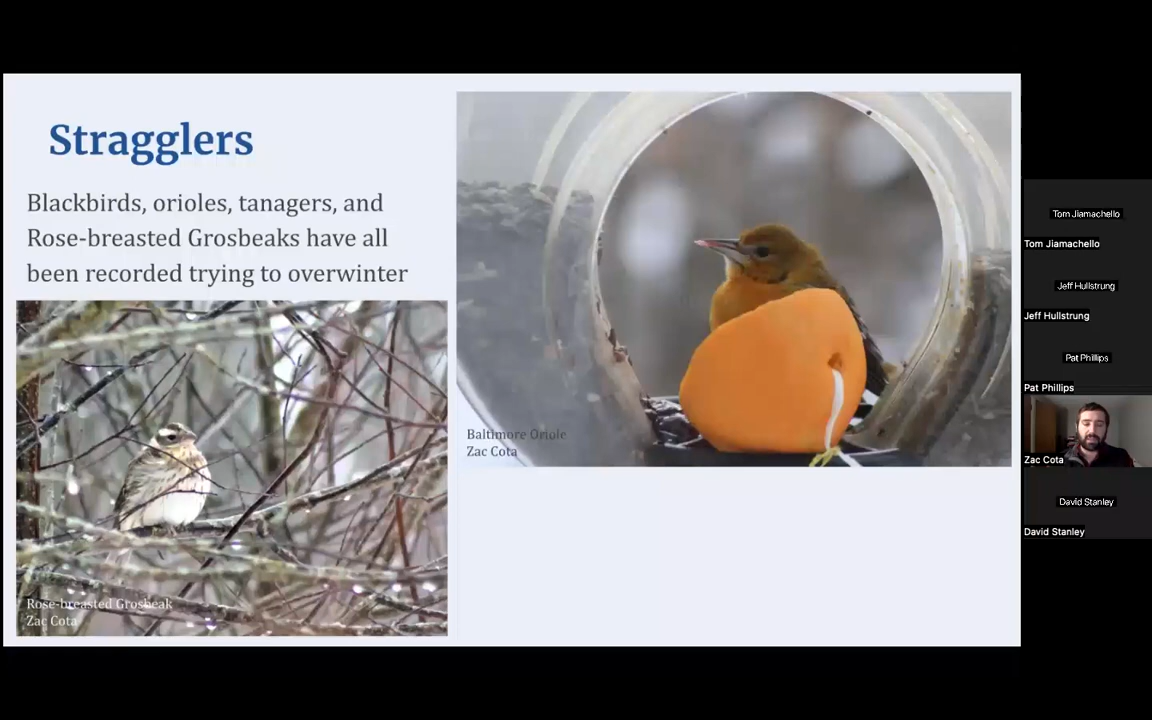 Stragglers
Blackbirds, orioles, tanagers, and
Rose-breasted Grosbeaks have all
been recorded trying to overwinter
Baltimore Oriole
Zac Cota
Rose-breasted Grosbeak
Zac Cota
Tom Jiamachello
Tom Jiamachello
Jeff Hullstrung
Jeff Hullstrung
Pat Phillips
Pat Phillips
Zac Cota
David Stanley
David Stanley